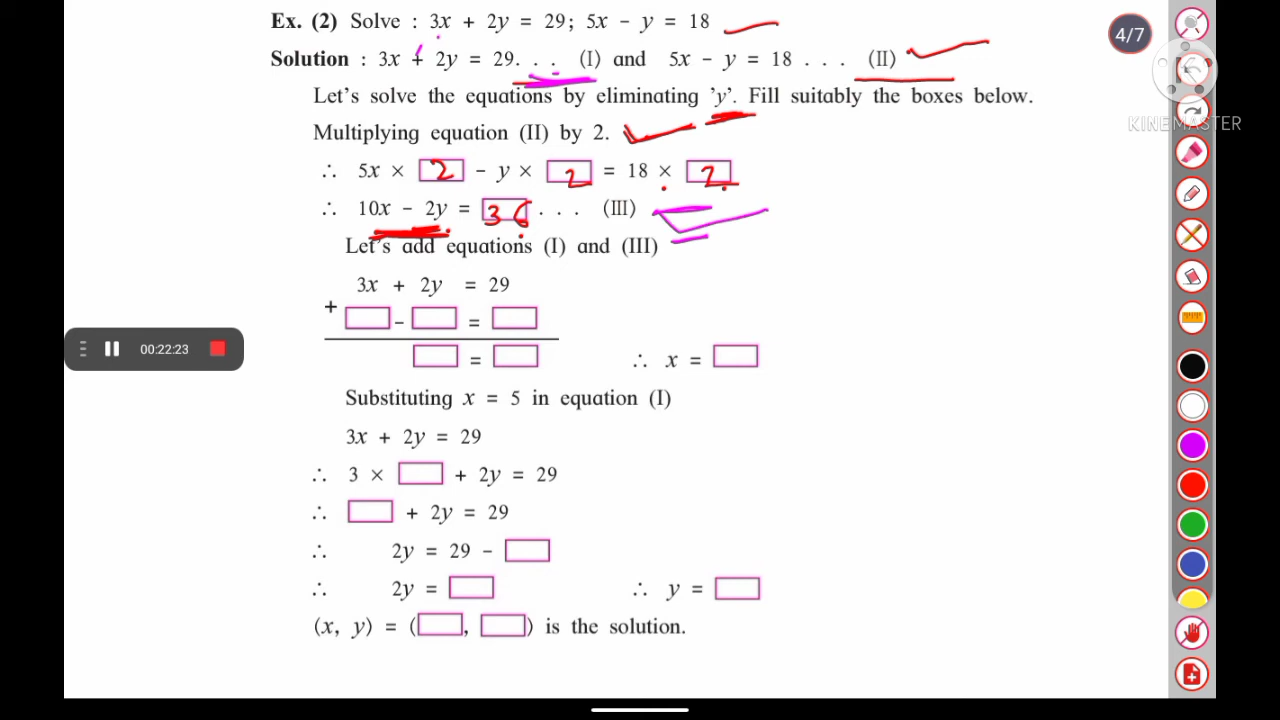 Ex. (2) Solve : 3x + 2y = 29; 5x − y = 18
4/7
Solution : 3x + 2y = 29. . . (I) and 5x − y = 18 . . . (II)
Let's solve the equations by eliminating 'y'. Fill suitably the boxes below.
KINEMASTER
Multiplying equation (II) by 2.
∴ 5x × 2 − y × 2 = 18 × 2
∴ 10x − 2y = 36 . . . (III)
Let's add equations (I) and (III)
3x + 2y = 29
+ □ − □ = □
00:22:23
□ = □ ∴ x = □
Substituting x = 5 in equation (I)
3x + 2y = 29
∴ 3 × □ + 2y = 29
∴ □ + 2y = 29
∴ 2y = 29 − □
∴ 2y = □ ∴ y = □
(x, y) = (□, □) is the solution.